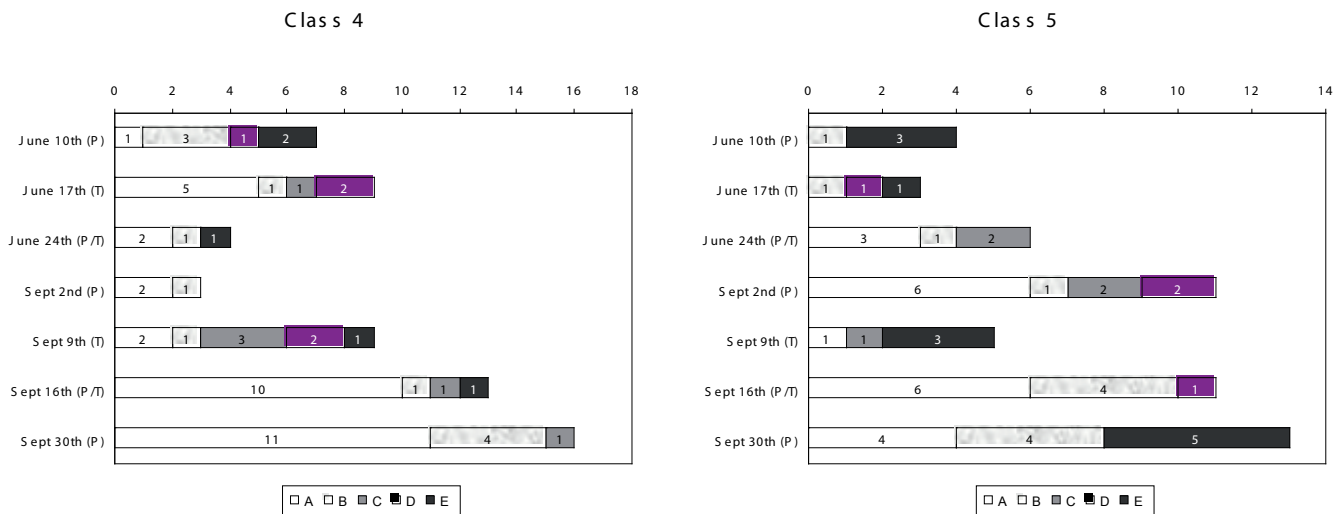 Class 4
0 2 4 6 8 10 12 14 16 18
June 10th (P) 1 3 1 2
June 17th (T) 5 1 1 2
June 24th (P/T) 2 1 1
Sept 2nd (P) 2 1
Sept 9th (T) 2 1 3 2 1
Sept 16th (P/T) 10 1 1 1
Sept 30th (P) 11 4 1
A B C D E
Class 5
0 2 4 6 8 10 12 14
June 10th (P) 1 3
June 17th (T) 1 1 1
June 24th (P/T) 3 1 2
Sept 2nd (P) 6 1 2 2
Sept 9th (T) 1 1 3
Sept 16th (P/T) 6 4 1
Sept 30th (P) 4 4 5
A B C D E